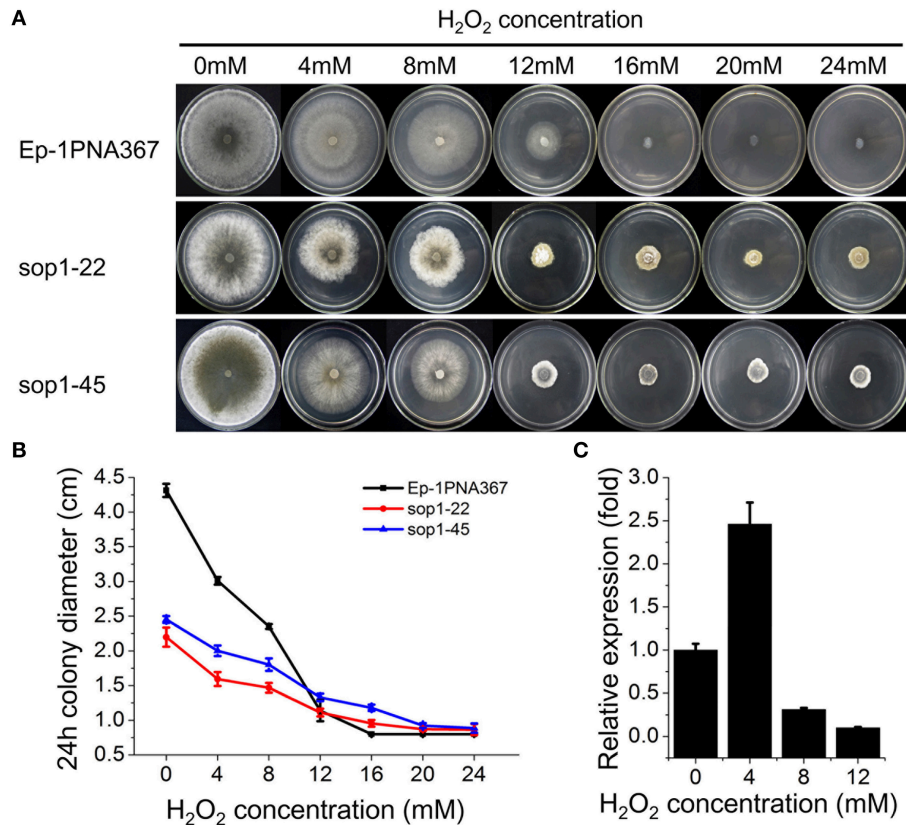 A
H₂O₂ concentration
0mM 4mM 8mM 12mM 16mM 20mM 24mM
Ep-1PNA367
sop1-22
sop1-45
B
24h colony diameter (cm)
4.5
4.0
3.5
3.0
2.5
2.0
1.5
1.0
0.5
Ep-1PNA367
sop1-22
sop1-45
0 4 8 12 16 20 24
H₂O₂ concentration (mM)
C
Relative expression (fold)
3.0
2.5
2.0
1.5
1.0
0.5
0.0
0 4 8 12
H₂O₂ concentration (mM)